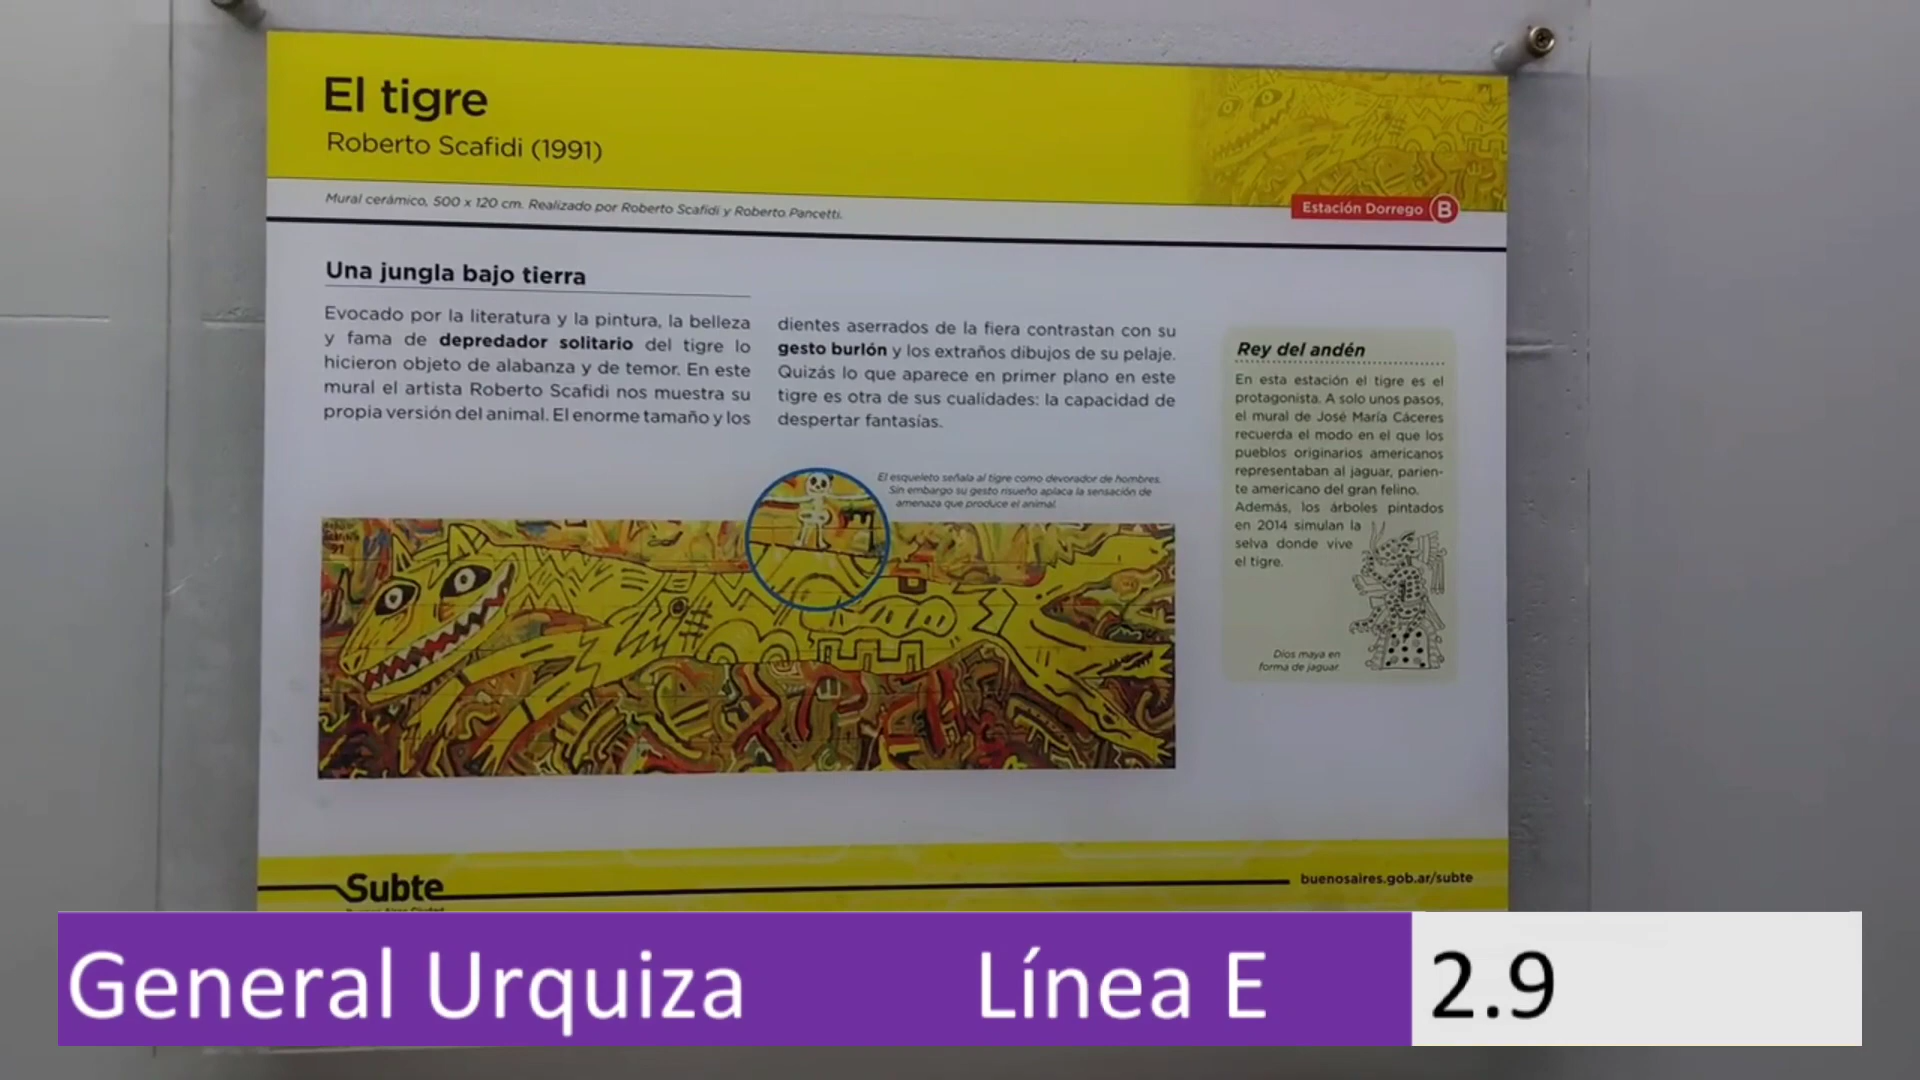 El tigre
Roberto Scafidi (1991)
Mural cerámico, 500 x 120 cm. Realizado por Roberto Scafidi y Roberto Pancetti.
Estación Dorrego B
Una jungla bajo tierra
Evocado por la literatura y la pintura, la belleza
y fama de depredador solitario del tigre lo
hicieron objeto de alabanza y de temor. En este
mural el artista Roberto Scafidi nos muestra su
propia versión del animal. El enorme tamaño y los
dientes aserrados de la fiera contrastan con su
gesto burlón y los extraños dibujos de su pelaje.
Quizás lo que aparece en primer plano en este
tigre es otra de sus cualidades: la capacidad de
despertar fantasías.
Rey del andén
En esta estación el tigre es el
protagonista. A solo unos pasos,
el mural de José María Cáceres
recuerda el modo en el que los
pueblos originarios americanos
representaban al jaguar, parien-
te americano del gran felino.
Además, los árboles pintados
en 2014 simulan la
selva donde vive
el tigre.
Dios maya en
forma de jaguar.
El esqueleto señala al tigre como devorador de hombres.
Sin embargo su gesto risueño aplaca la sensación de
amenaza que produce el animal.
Subte
buenosaires.gob.ar/subte
General Urquiza Línea E 2.9